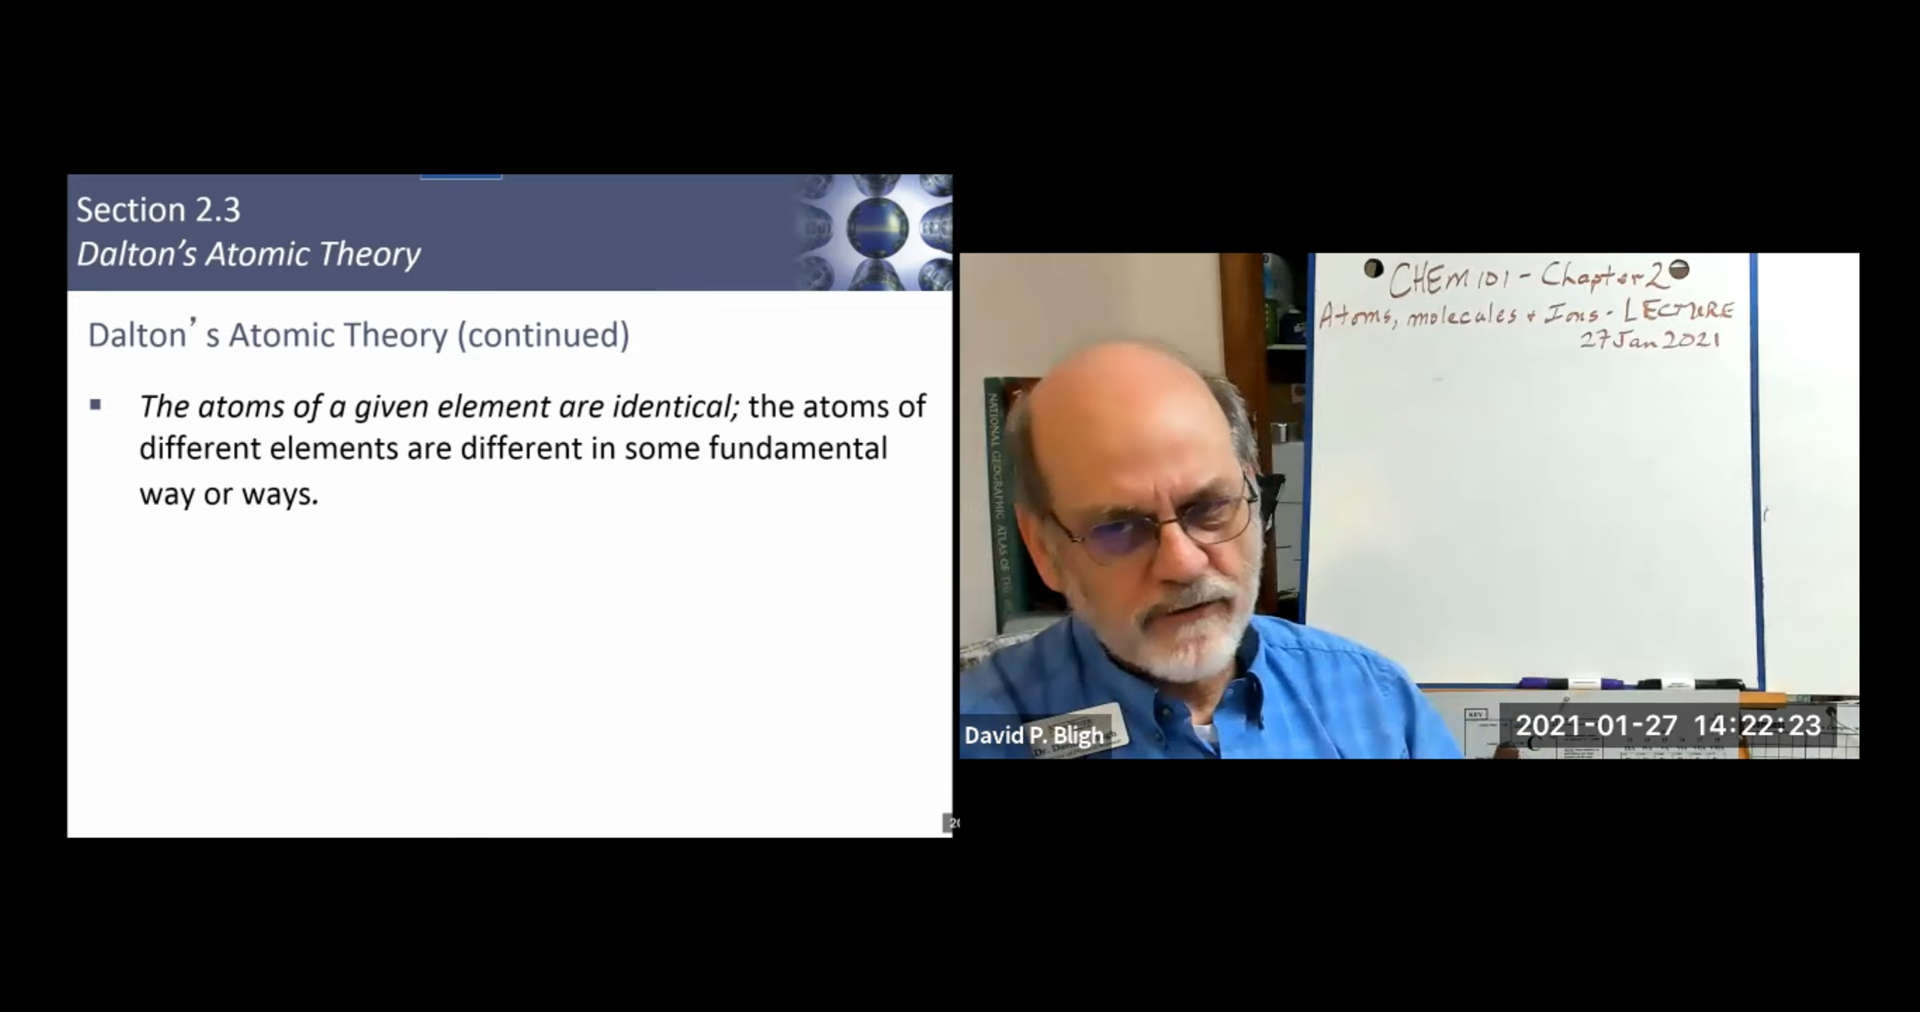 Section 2.3
Dalton’s Atomic Theory
Dalton’s Atomic Theory (continued)
▪ The atoms of a given element are identical; the atoms of
different elements are different in some fundamental
way or ways.
CHEM 101 - Chapter 2
Atoms, molecules + Ions - LECTURE
27 Jan 2021
NATIONAL GEOGRAPHIC ATLAS OF THE
KEY
David P. Bligh
2021-01-27 14:22:23